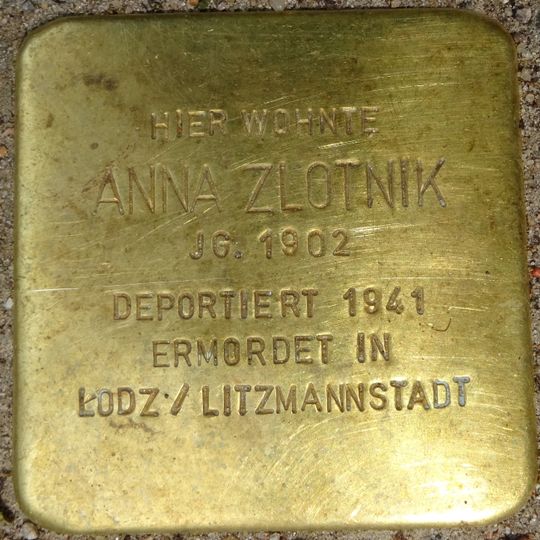 HIER WOHNTE
ANNA ZLOTNIK
JG. 1902
DEPORTIERT 1941
ERMORDET IN
ŁODZ / LITZMANNSTADT